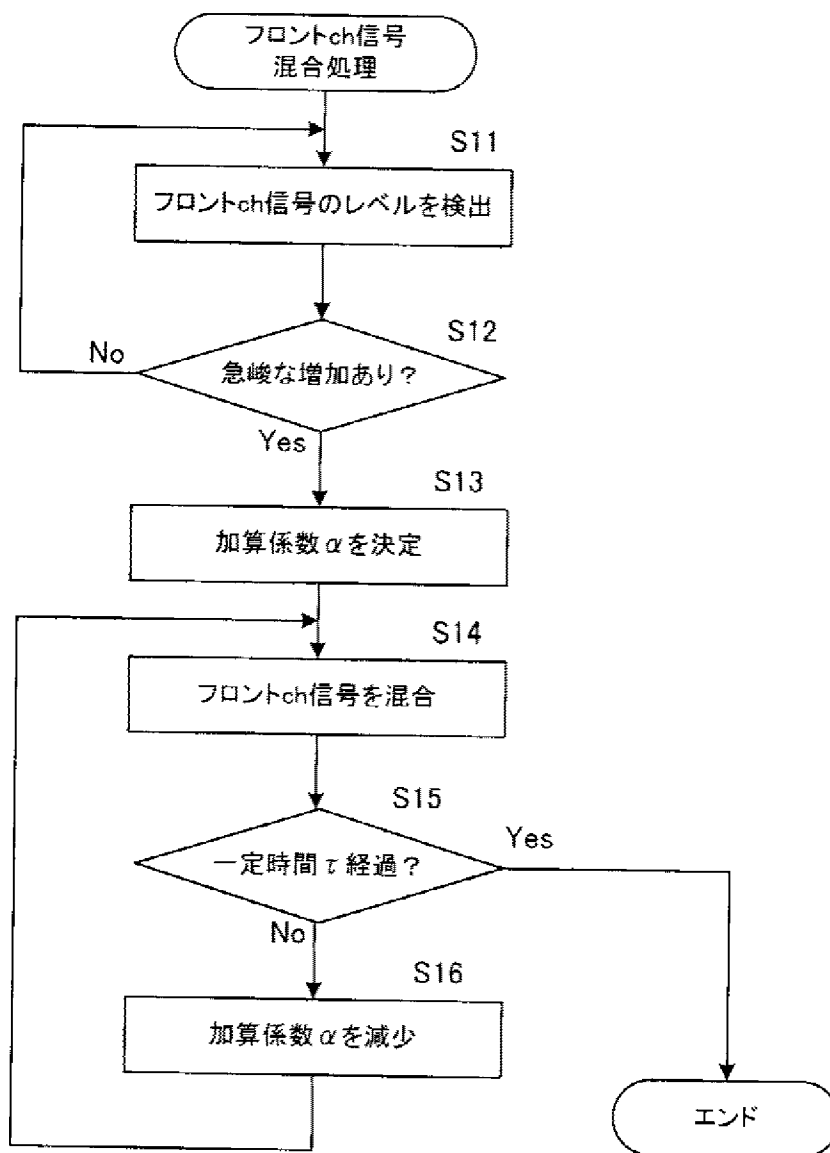 フロントch信号
混合処理
S11
フロントch信号のレベルを検出
S12
No
急峻な増加あり？
Yes
S13
加算係数αを決定
S14
フロントch信号を混合
S15
Yes
一定時間τ経過？
No
S16
加算係数αを減少
エンド